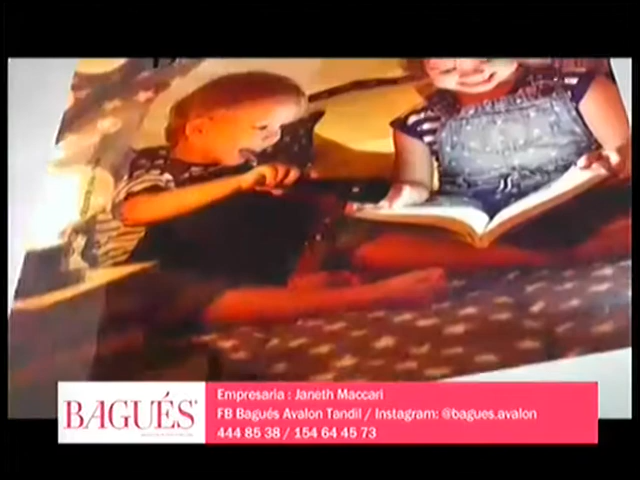 BAGUÉS
Empresaria : Janeth Maccari
FB Bagués Avalon Tandil / Instagram: @bagues.avalon
444 85 38 / 154 64 45 73